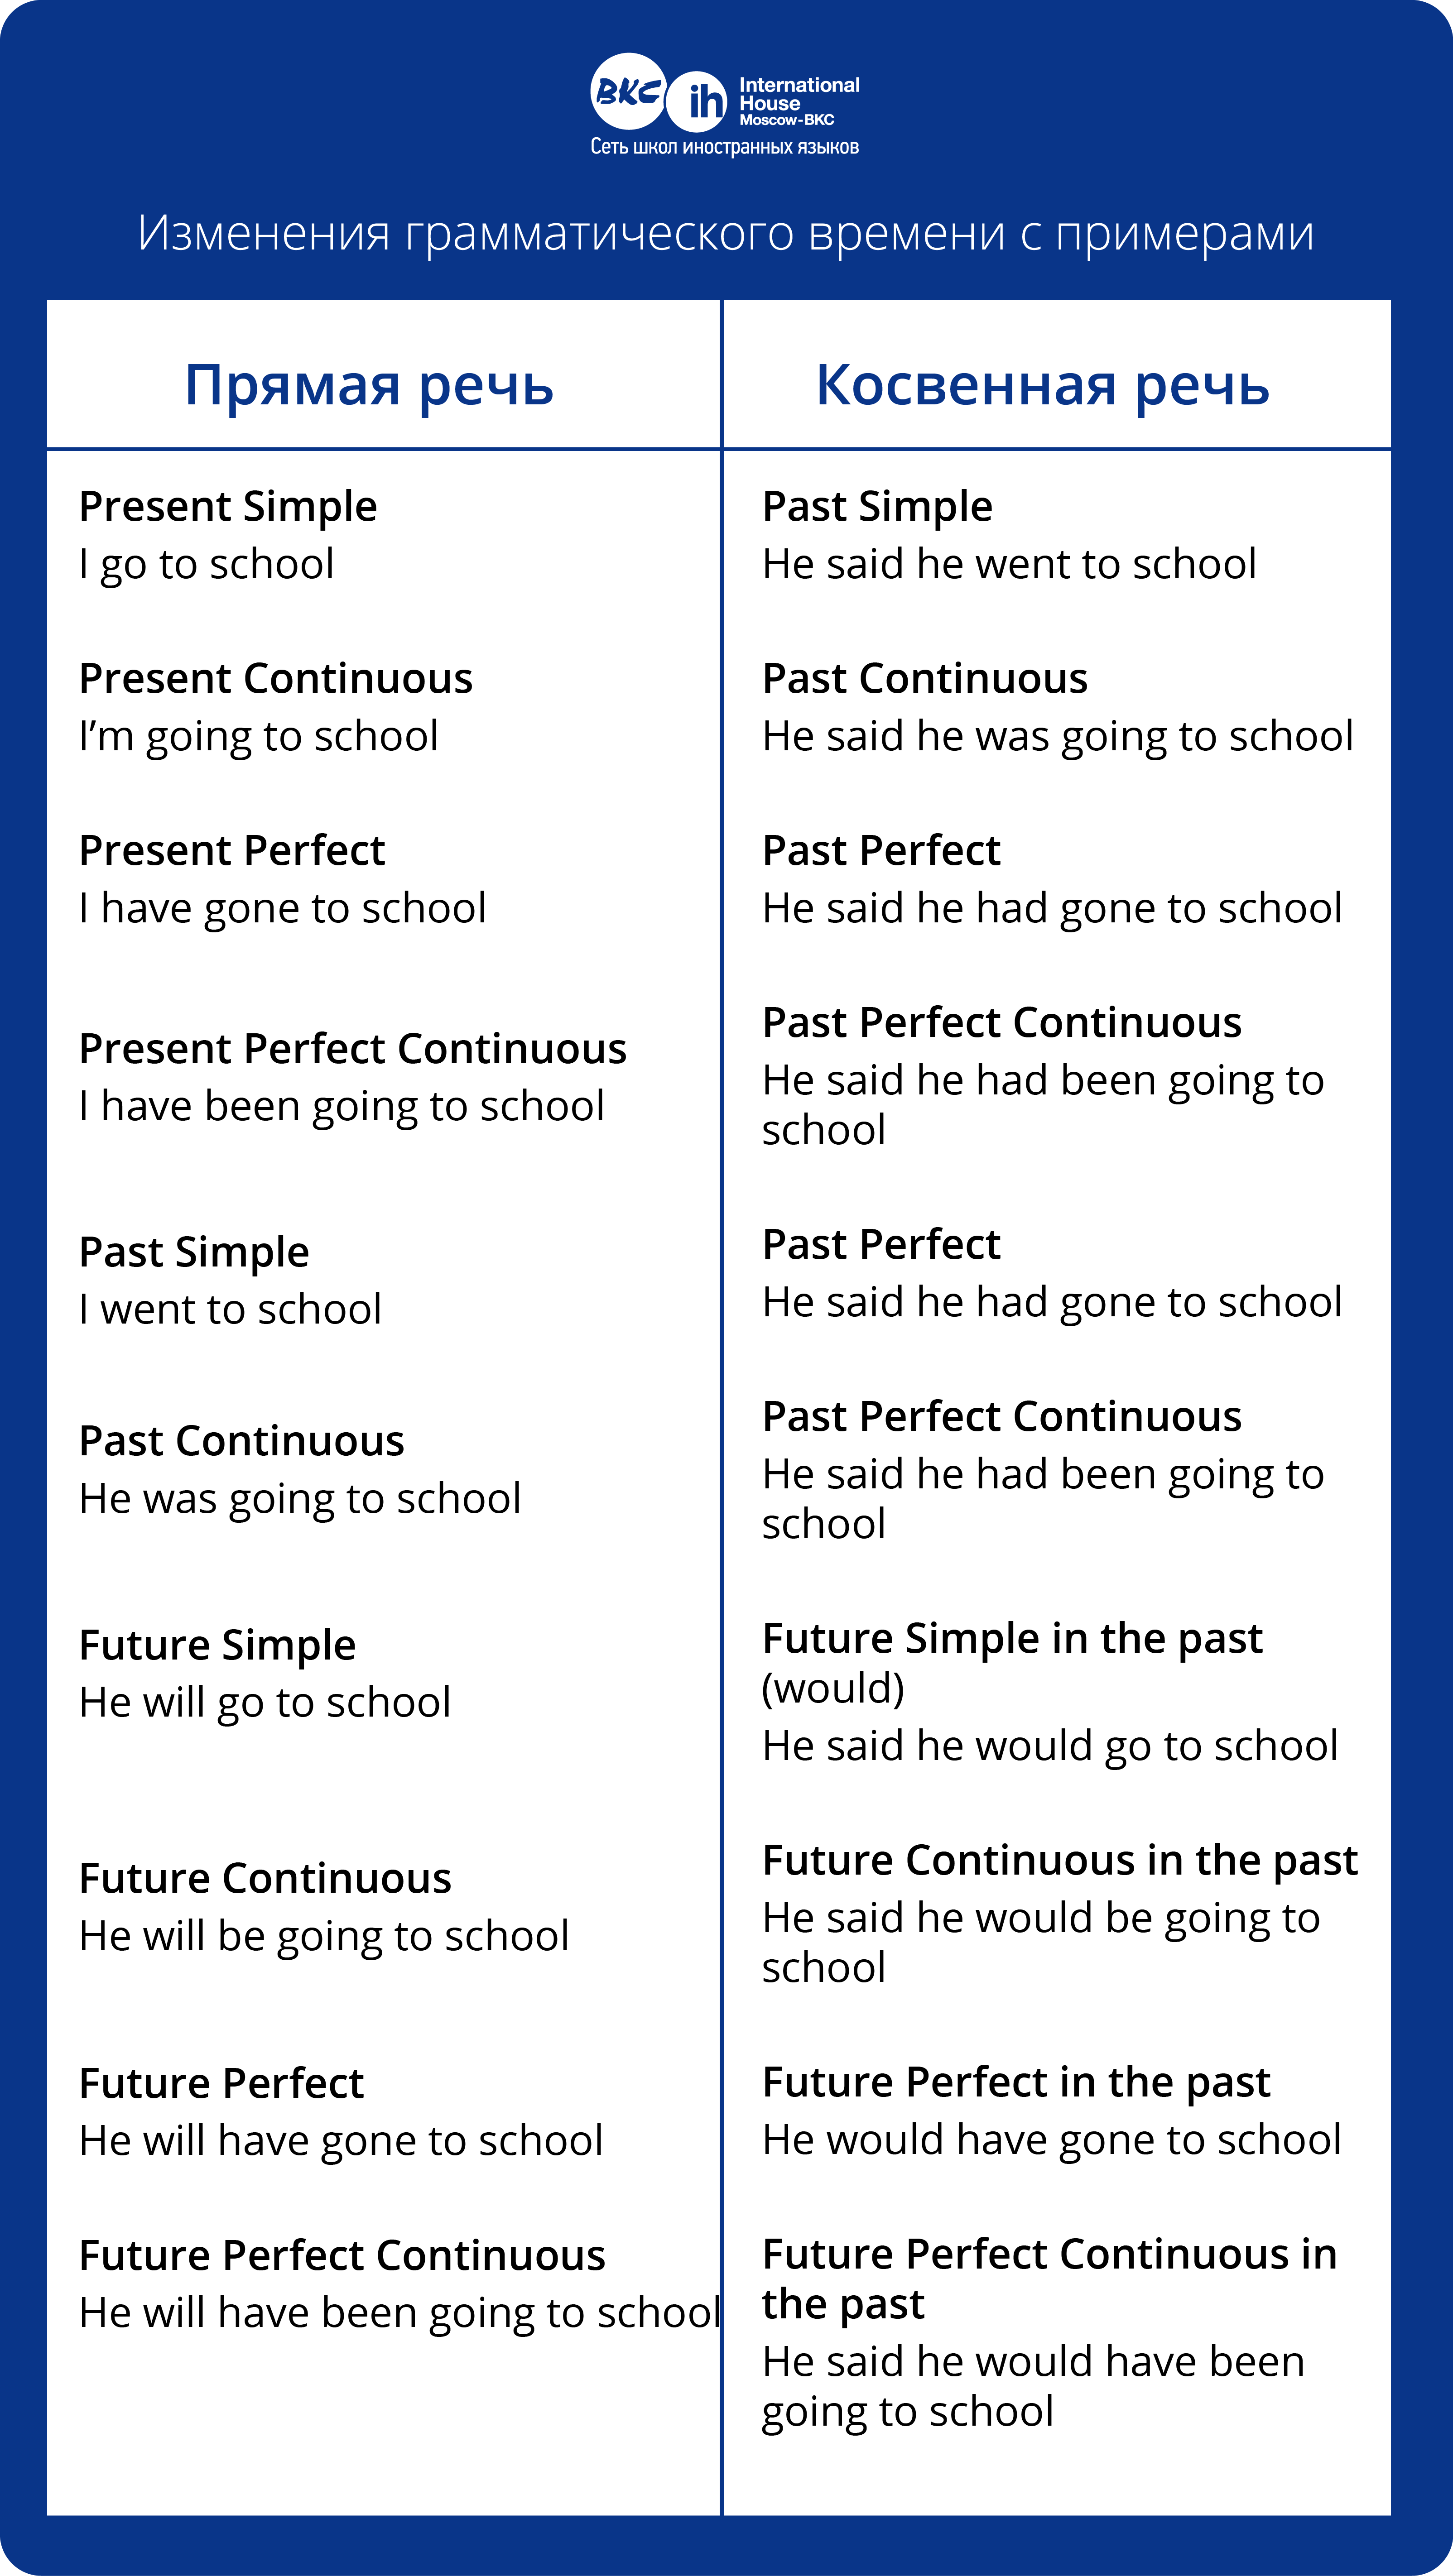 ВКС ih International
House
Moscow-BKC
Сеть школ иностранных языков
Изменения грамматического времени с примерами
Прямая речь
Косвенная речь
Present Simple
I go to school
Past Simple
He said he went to school
Present Continuous
I’m going to school
Past Continuous
He said he was going to school
Present Perfect
I have gone to school
Past Perfect
He said he had gone to school
Present Perfect Continuous
I have been going to school
Past Perfect Continuous
He said he had been going to
school
Past Simple
I went to school
Past Perfect
He said he had gone to school
Past Continuous
He was going to school
Past Perfect Continuous
He said he had been going to
school
Future Simple
He will go to school
Future Simple in the past
(would)
He said he would go to school
Future Continuous
He will be going to school
Future Continuous in the past
He said he would be going to
school
Future Perfect
He will have gone to school
Future Perfect in the past
He would have gone to school
Future Perfect Continuous
He will have been going to school
Future Perfect Continuous in
the past
He said he would have been
going to school